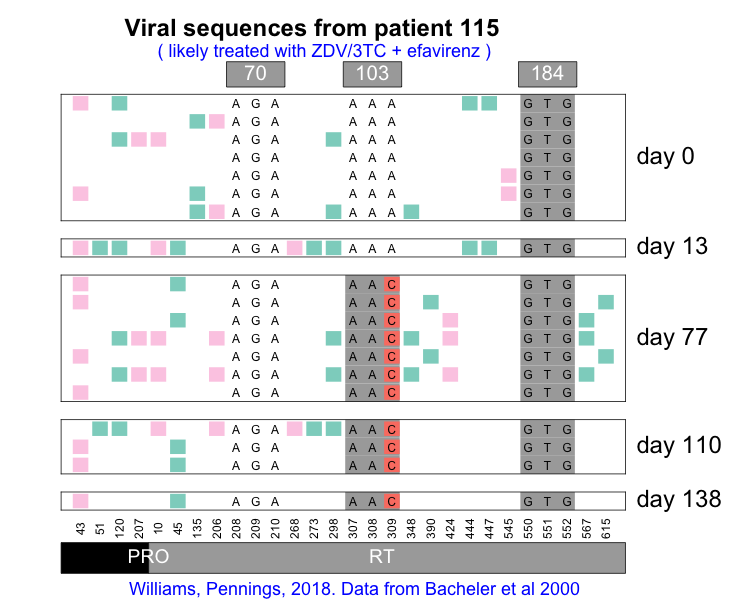 Viral sequences from patient 115
( likely treated with ZDV/3TC + efavirenz )
70 103 184
A G A A A A G T G
A G A A A A G T G
A G A A A A G T G
A G A A A A G T G
A G A A A A G T G
A G A A A A G T G
A G A A A A G T G
day 0
A G A A A A G T G
day 13
A G A A A C G T G
A G A A A C G T G
A G A A A C G T G
A G A A A C G T G
A G A A A C G T G
A G A A A C G T G
A G A A A C G T G
day 77
A G A A A C G T G
A G A A A C G T G
A G A A A C G T G
day 110
A G A A A C G T G
day 138
43 51 120 207 10 45 135 206 208 209 210 268 273 298 307 308 309 348 390 424 444 447 545 550 551 552 567 615
PRO RT
Williams, Pennings, 2018. Data from Bacheler et al 2000